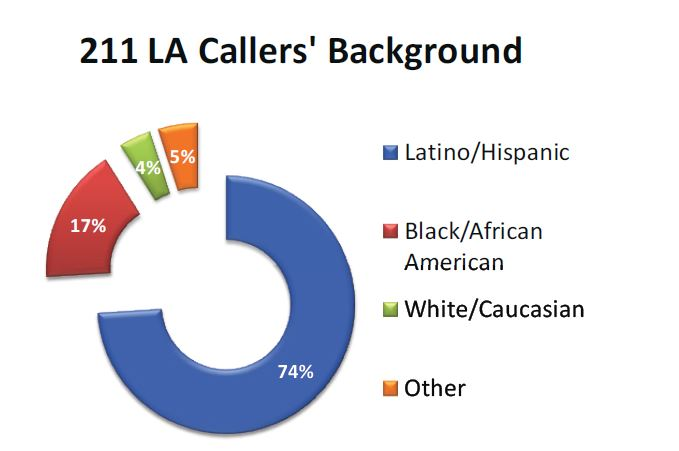 211 LA Callers' Background
4%
5%
17%
74%
Latino/Hispanic
Black/African
American
White/Caucasian
Other